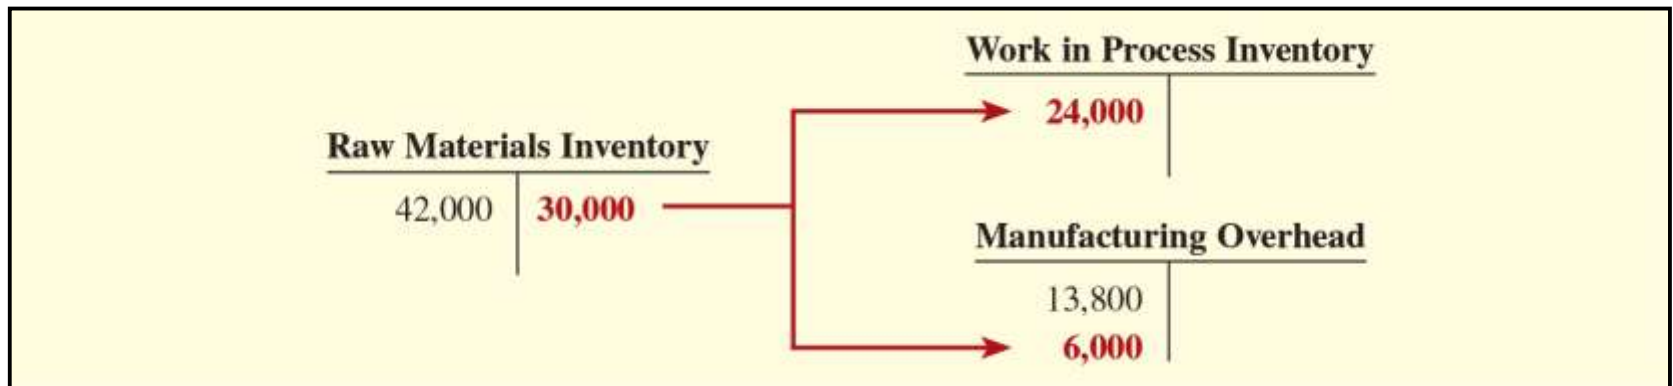 Work in Process Inventory
24,000
Raw Materials Inventory
42,000 30,000
Manufacturing Overhead
13,800
6,000